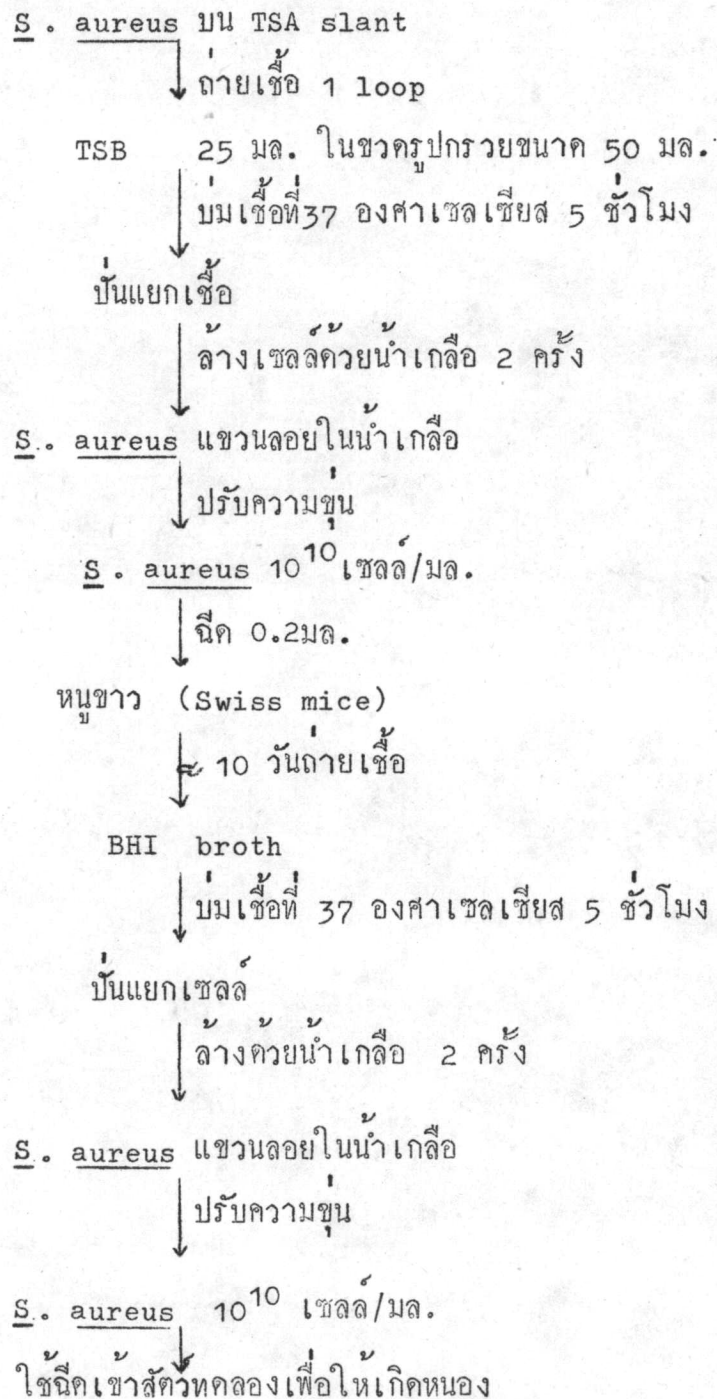 S. aureus บน TSA slant
ถ่ายเชื้อ 1 loop
TSB 25 มล. ในขวดรูปกรวยขนาด 50 มล.
บ่มเชื้อที่37 องศาเซลเซียส 5 ชั่วโมง
ปั่นแยกเชื้อ
ล้างเซลล์ด้วยน้ำเกลือ 2 ครั้ง
S. aureus แขวนลอยในน้ำเกลือ
ปรับความขุ่น
S. aureus 10¹⁰ เซลล์/มล.
ฉีด 0.2มล.
หนูขาว (Swiss mice)
≈ 10 วันถ่ายเชื้อ
BHI broth
บ่มเชื้อที่ 37 องศาเซลเซียส 5 ชั่วโมง
ปั่นแยกเซลล์
ล้างด้วยน้ำเกลือ 2 ครั้ง
S. aureus แขวนลอยในน้ำเกลือ
ปรับความขุ่น
S. aureus 10¹⁰ เซลล์/มล.
ใช้ฉีดเข้าสัตว์ทดลองเพื่อให้เกิดหนอง